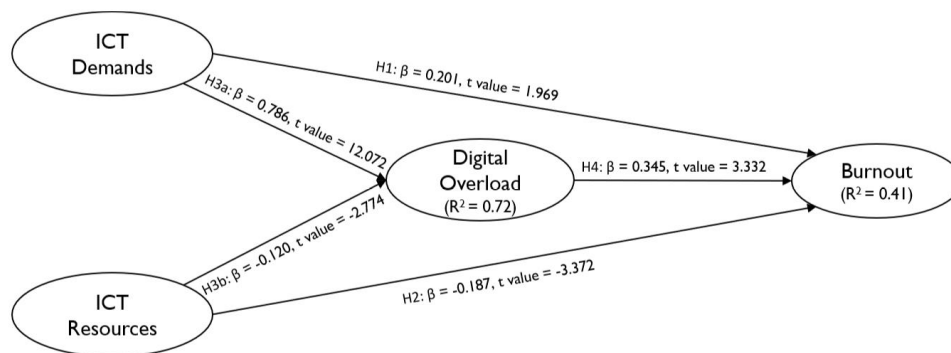 ICT
Demands
H1: β = 0.201, t value = 1.969
H3a: β = 0.786, t value = 12.072
Digital
Overload
(R² = 0.72)
H4: β = 0.345, t value = 3.332
Burnout
(R² = 0.41)
H3b: β = -0.120, t value = -2.774
H2: β = -0.187, t value = -3.372
ICT
Resources